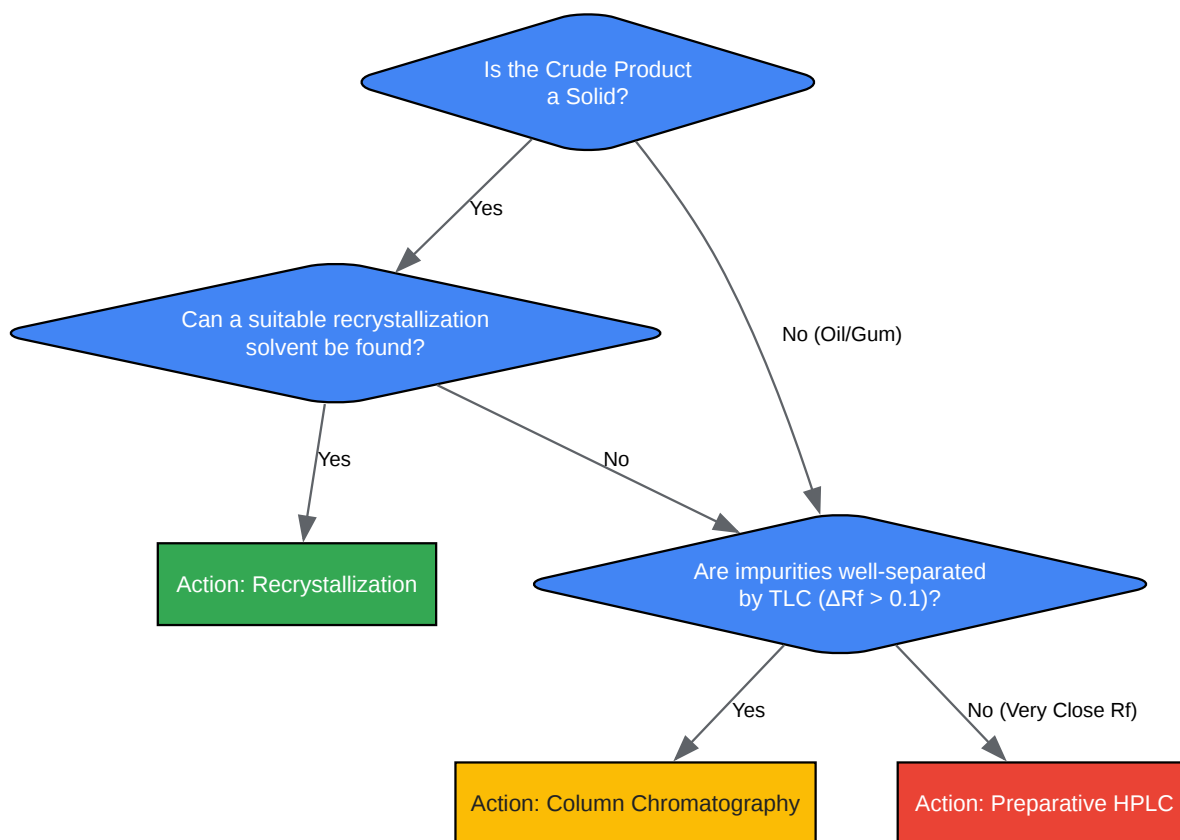 Is the Crude Product
a Solid?
Yes
No (Oil/Gum)
Can a suitable recrystallization
solvent be found?
Yes
No
Action: Recrystallization
Are impurities well-separated
by TLC (ΔRf > 0.1)?
Yes
No (Very Close Rf)
Action: Column Chromatography
Action: Preparative HPLC